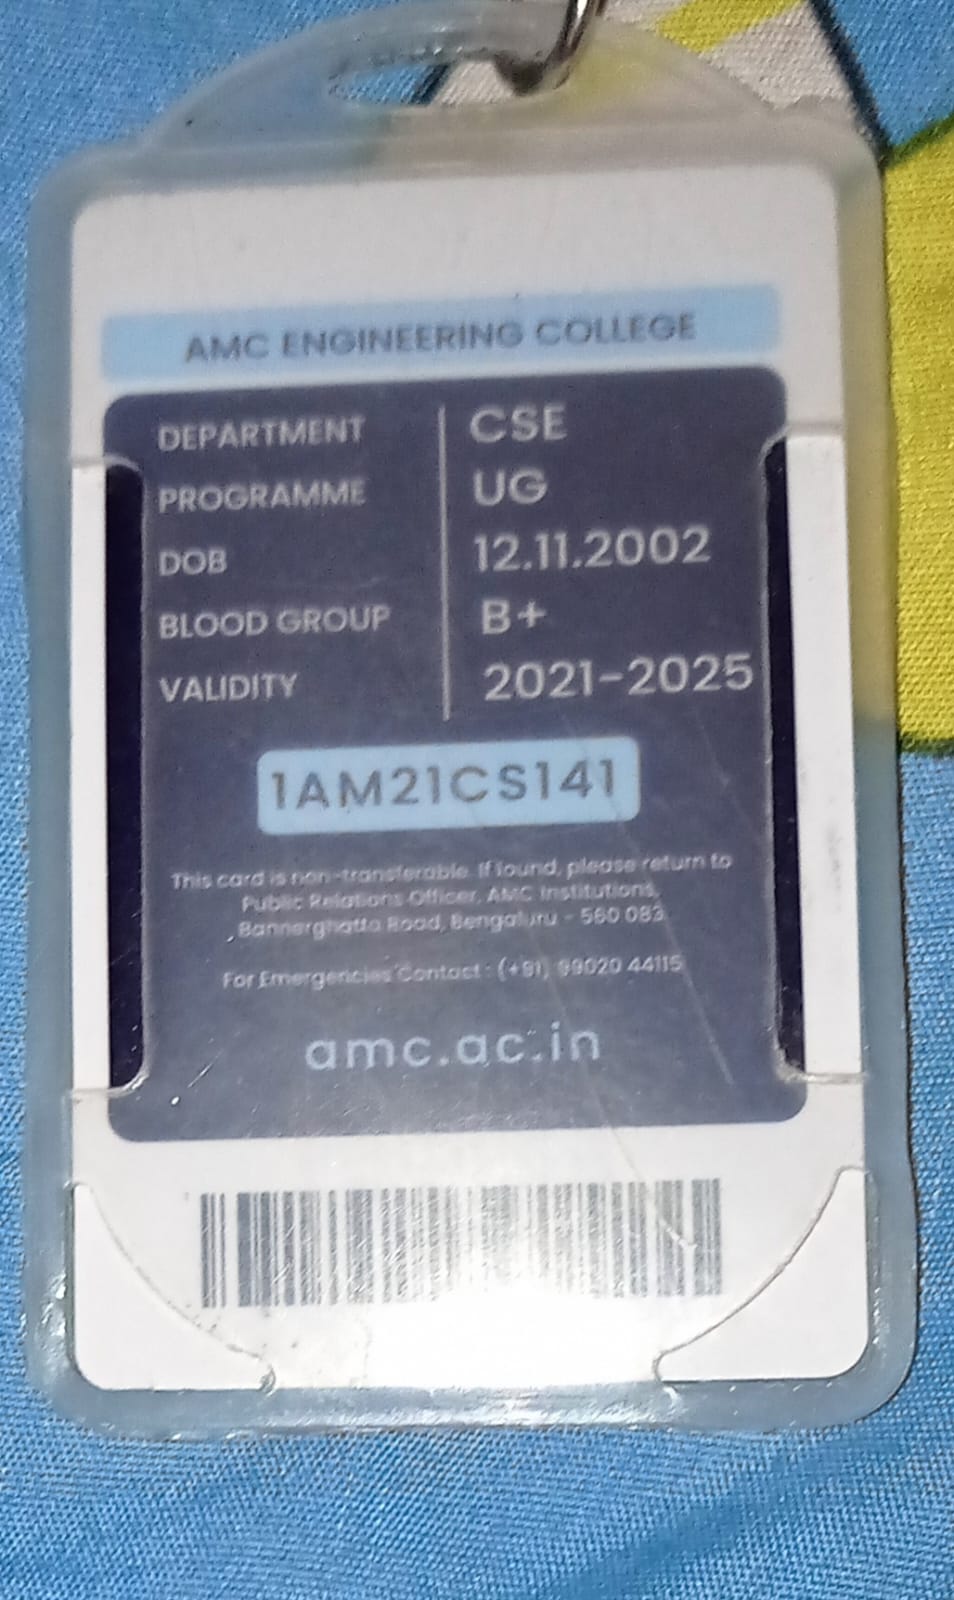 AMC ENGINEERING COLLEGE
DEPARTMENT CSE
PROGRAMME UG
DOB 12.11.2002
BLOOD GROUP B+
VALIDITY 2021-2025
1AM21CS141
This card is non-transferable. If found, please return to
Public Relations Officer, AMC Institutions,
Bannerghatta Road, Bengaluru - 560 083
For Emergencies Contact : (+91) 99020 44115
amc.ac.in